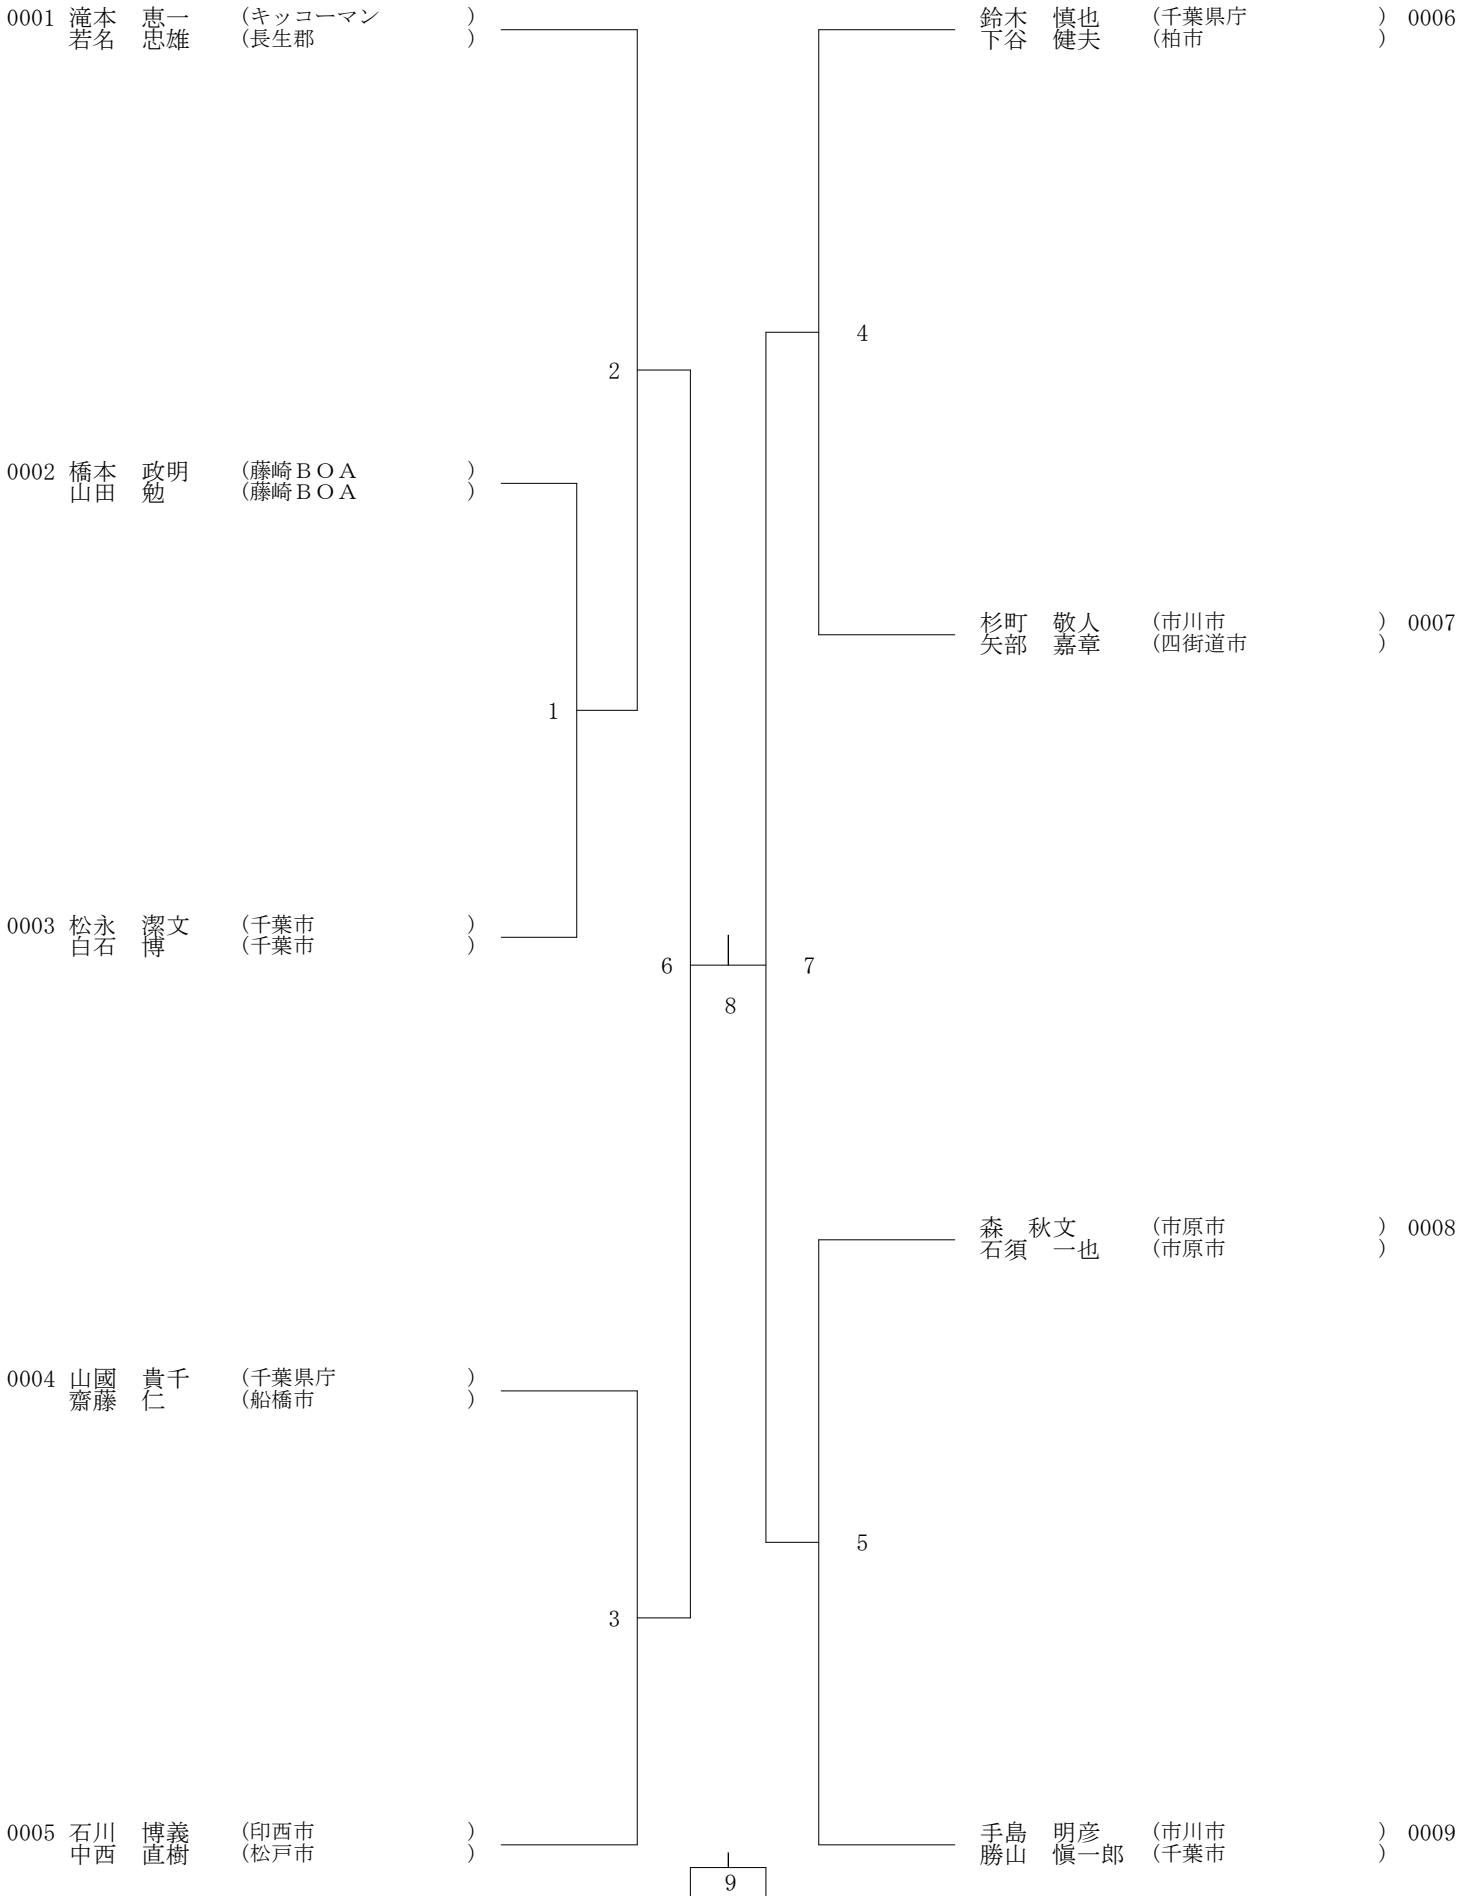 0001 滝本　恵一　(キッコーマン　)
若名　忠雄　(長生郡　)
2
0002 橋本　政明　(藤崎ＢＯＡ　)
山田　勉　(藤崎ＢＯＡ　)
1
0003 松永　潔文　(千葉市　)
白石　博　(千葉市　)
6
8
0004 山國　貴千　(千葉県庁　)
齋藤　仁　(船橋市　)
3
0005 石川　博義　(印西市　)
中西　直樹　(松戸市　)
鈴木　慎也　(千葉県庁　) 0006
下谷　健夫　(柏市　)
4
杉町　敬人　(市川市　) 0007
矢部　嘉章　(四街道市　)
7
森　秋文　(市原市　) 0008
石須　一也　(市原市　)
5
手島　明彦　(市川市　) 0009
勝山　愼一郎　(千葉市　)
9